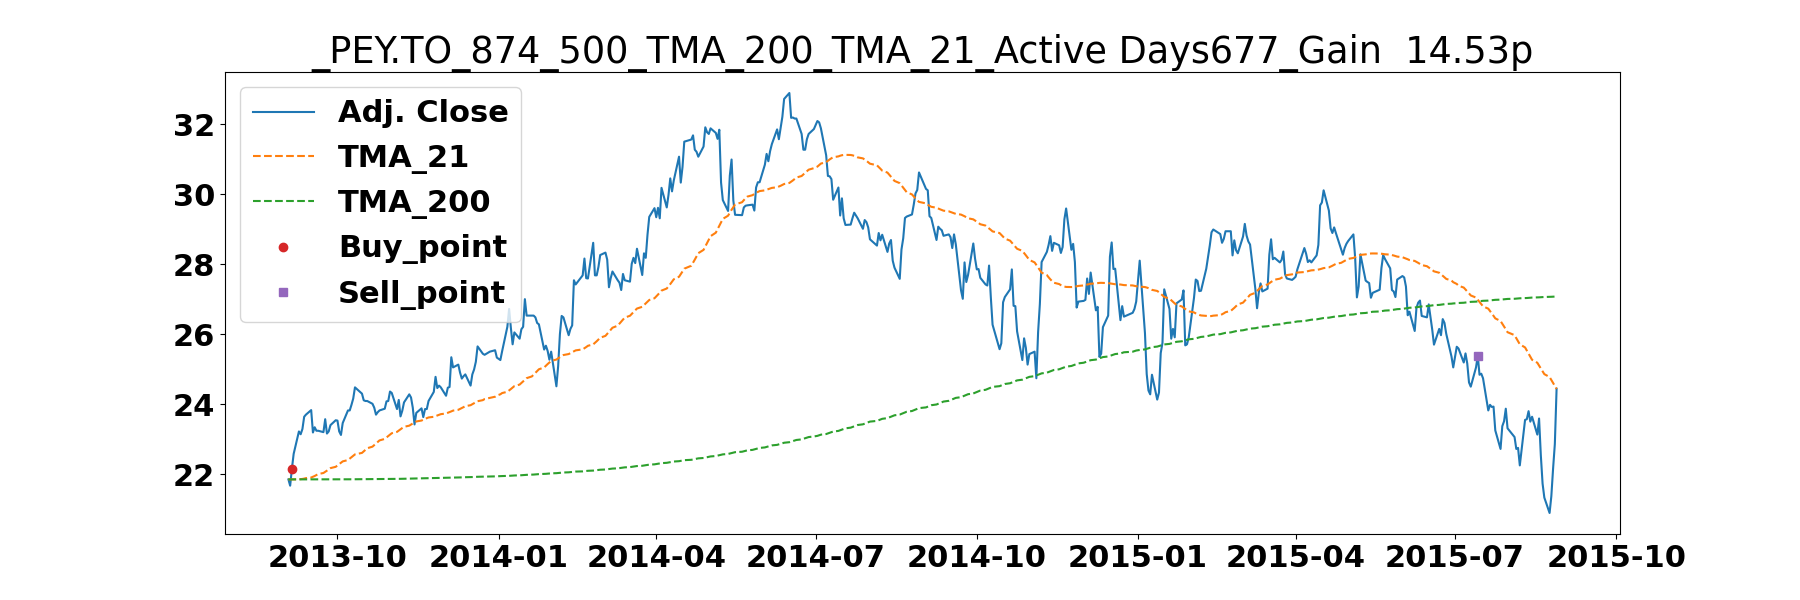 _PEY.TO_874_500_TMA_200_TMA_21_Active Days677_Gain  14.53p
Adj. Close
TMA_21
TMA_200
Buy_point
Sell_point
32
30
28
26
24
22
2013-10 2014-01 2014-04 2014-07 2014-10 2015-01 2015-04 2015-07 2015-10